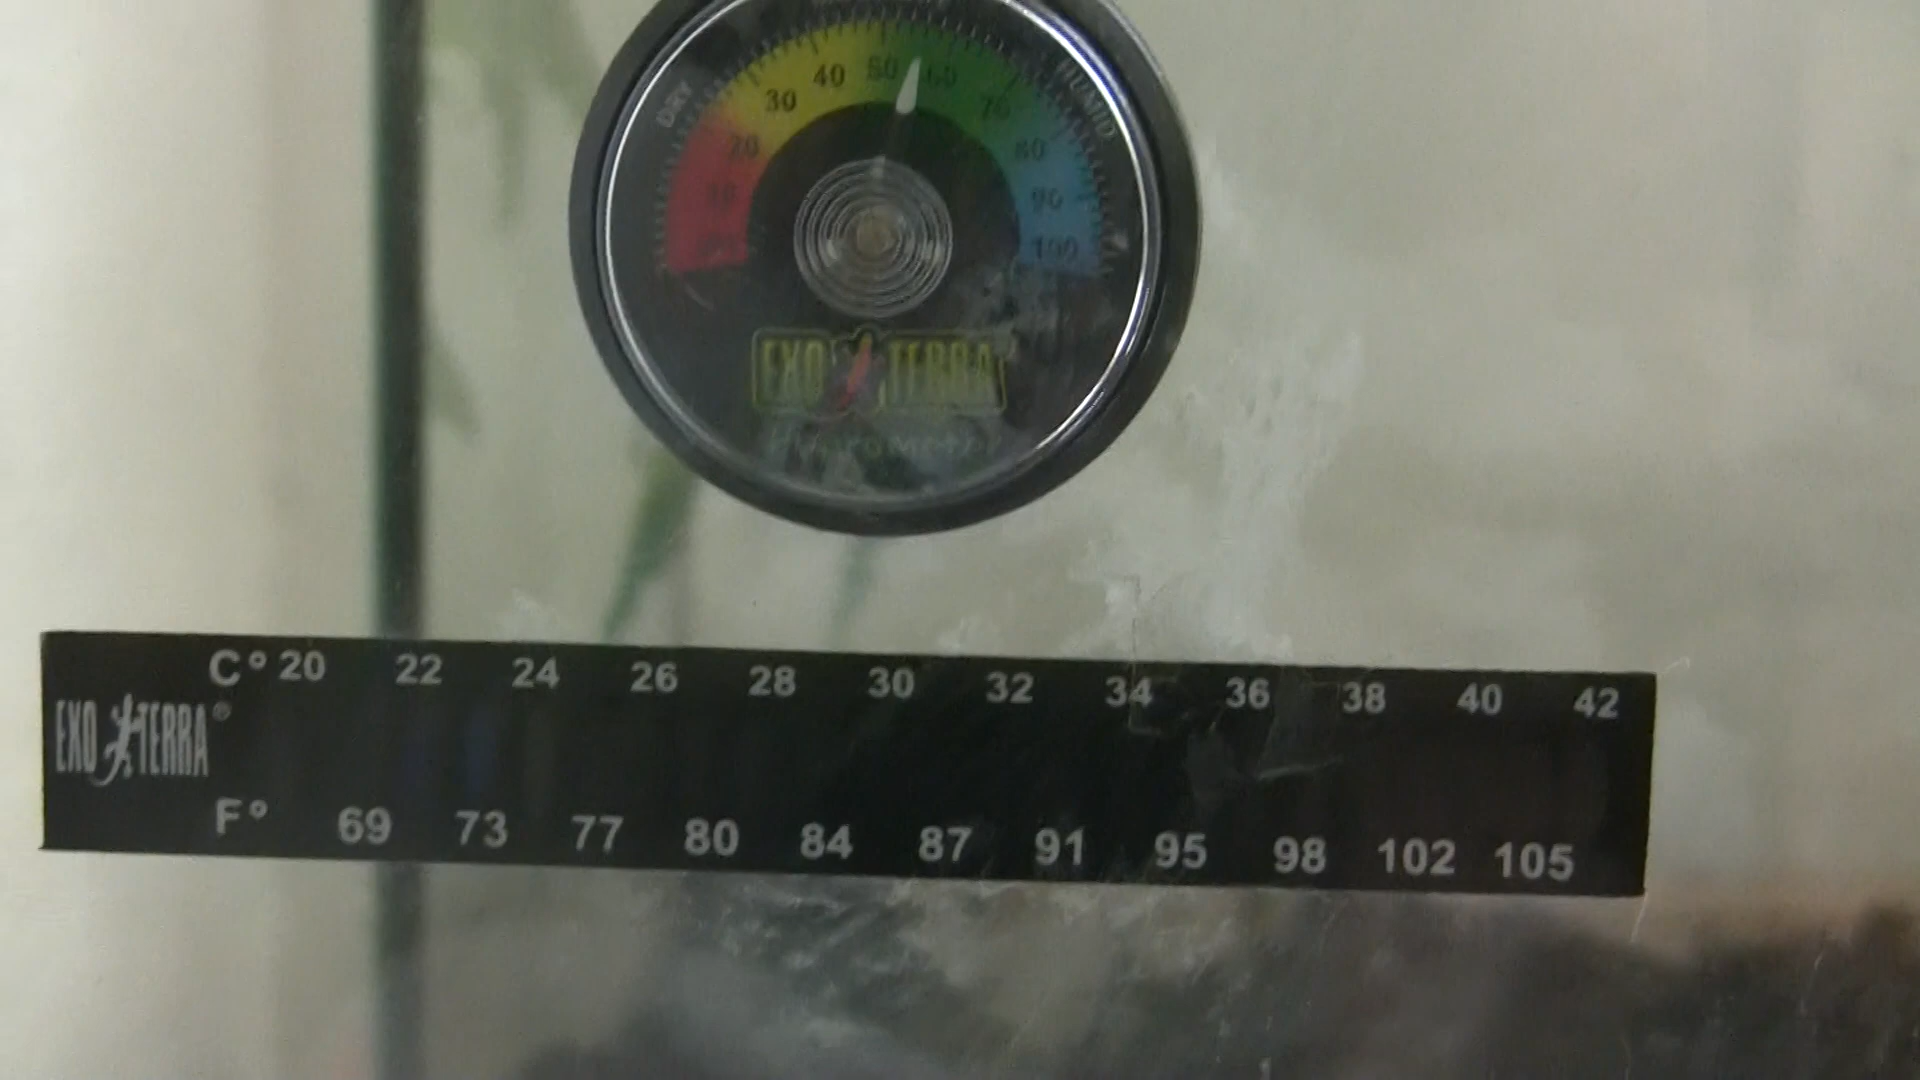 DRY HUMID
20 30 40 50 60 70 80 90 100
EXO TERRA
Hygrometer
C° 20 22 24 26 28 30 32 34 36 38 40 42
EXO TERRA®
F° 69 73 77 80 84 87 91 95 98 102 105